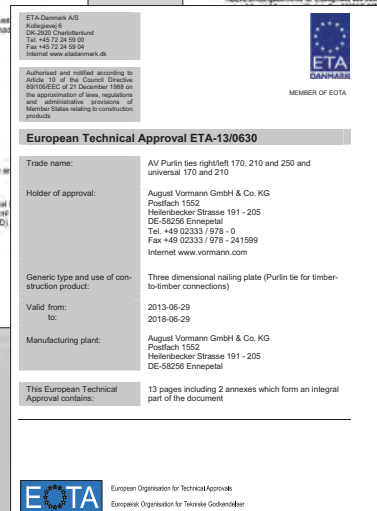 ETA-Danmark A/S
Kollegievej 6
DK-2920 Charlottenlund
Tel. +45 72 24 59 00
Fax +45 72 24 59 04
Internet www.etadanmark.dk
Authorised and notified according to
Article 10 of the Council Directive
89/106/EEC of 21 December 1988 on
the approximation of laws, regulations
and administrative provisions of
Member States relating to construction
products
ETA
DANMARK
MEMBER OF EOTA
European Technical Approval ETA-13/0630
Trade name:
AV Purlin ties right/left 170, 210 and 250 and
universal 170 and 210
Holder of approval:
August Vormann GmbH & Co. KG
Postfach 1552
Heilenbecker Strasse 191 - 205
DE-58256 Ennepetal
Tel. +49 02333 / 978 - 0
Fax +49 02333 / 978 - 241599
Internet www.vormann.com
Generic type and use of con-
struction product:
Three dimensional nailing plate (Purlin tie for timber-
to-timber connections)
Valid from:
to:
2013-06-29
2018-06-29
Manufacturing plant:
August Vormann GmbH & Co. KG
Postfach 1552
Heilenbecker Strasse 191 - 205
DE-58256 Ennepetal
This European Technical
Approval contains:
13 pages including 2 annexes which form an integral
part of the document
EOTA
European Organisation for Technical Approvals
Europæisk Organisation for Tekniske Godkendelser